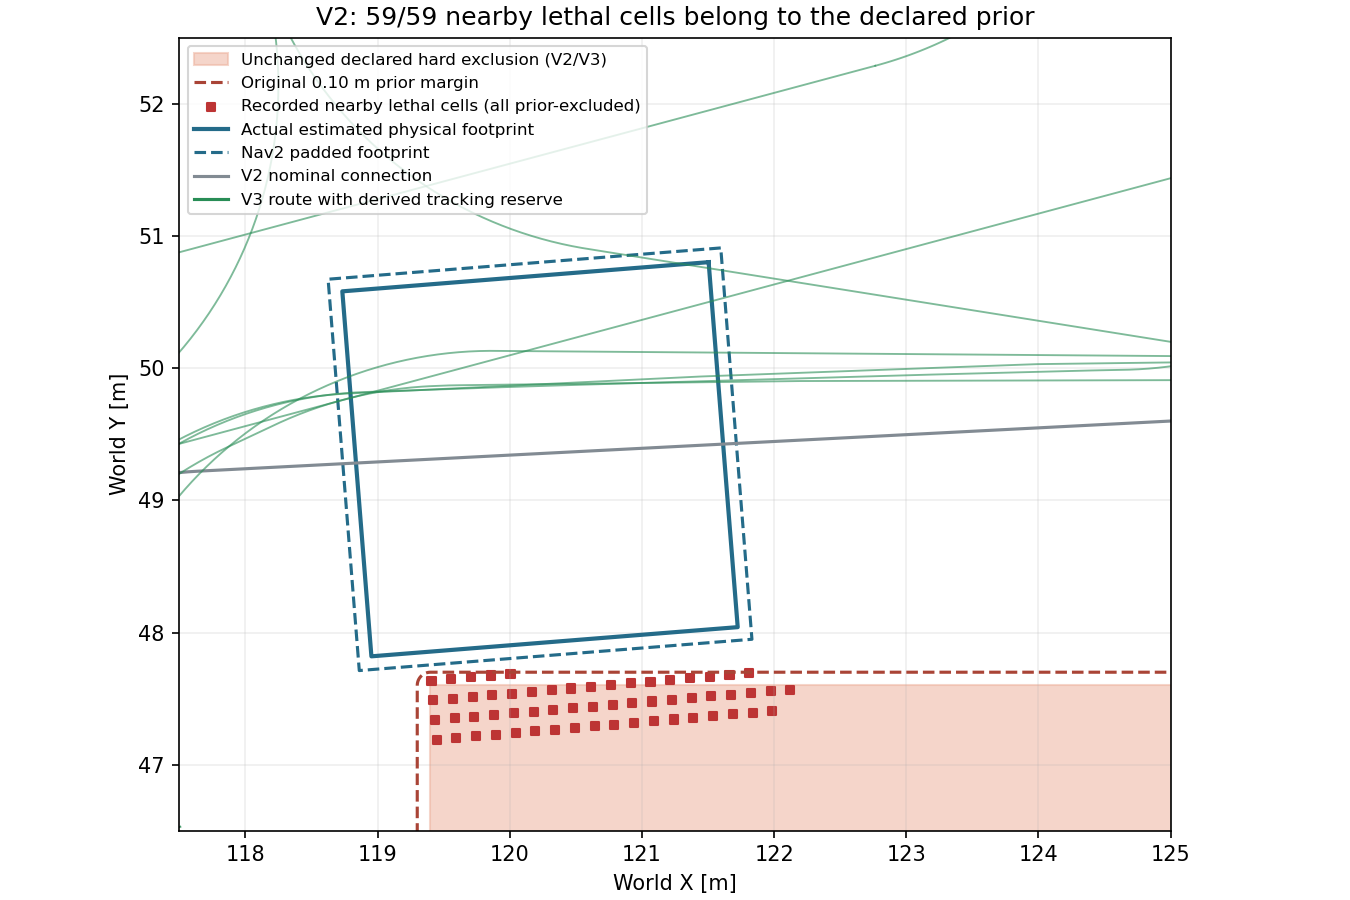 V2: 59/59 nearby lethal cells belong to the declared prior
Unchanged declared hard exclusion (V2/V3)
Original 0.10 m prior margin
Recorded nearby lethal cells (all prior-excluded)
Actual estimated physical footprint
Nav2 padded footprint
V2 nominal connection
V3 route with derived tracking reserve
World Y [m]
52
51
50
49
48
47
118 119 120 121 122 123 124 125
World X [m]